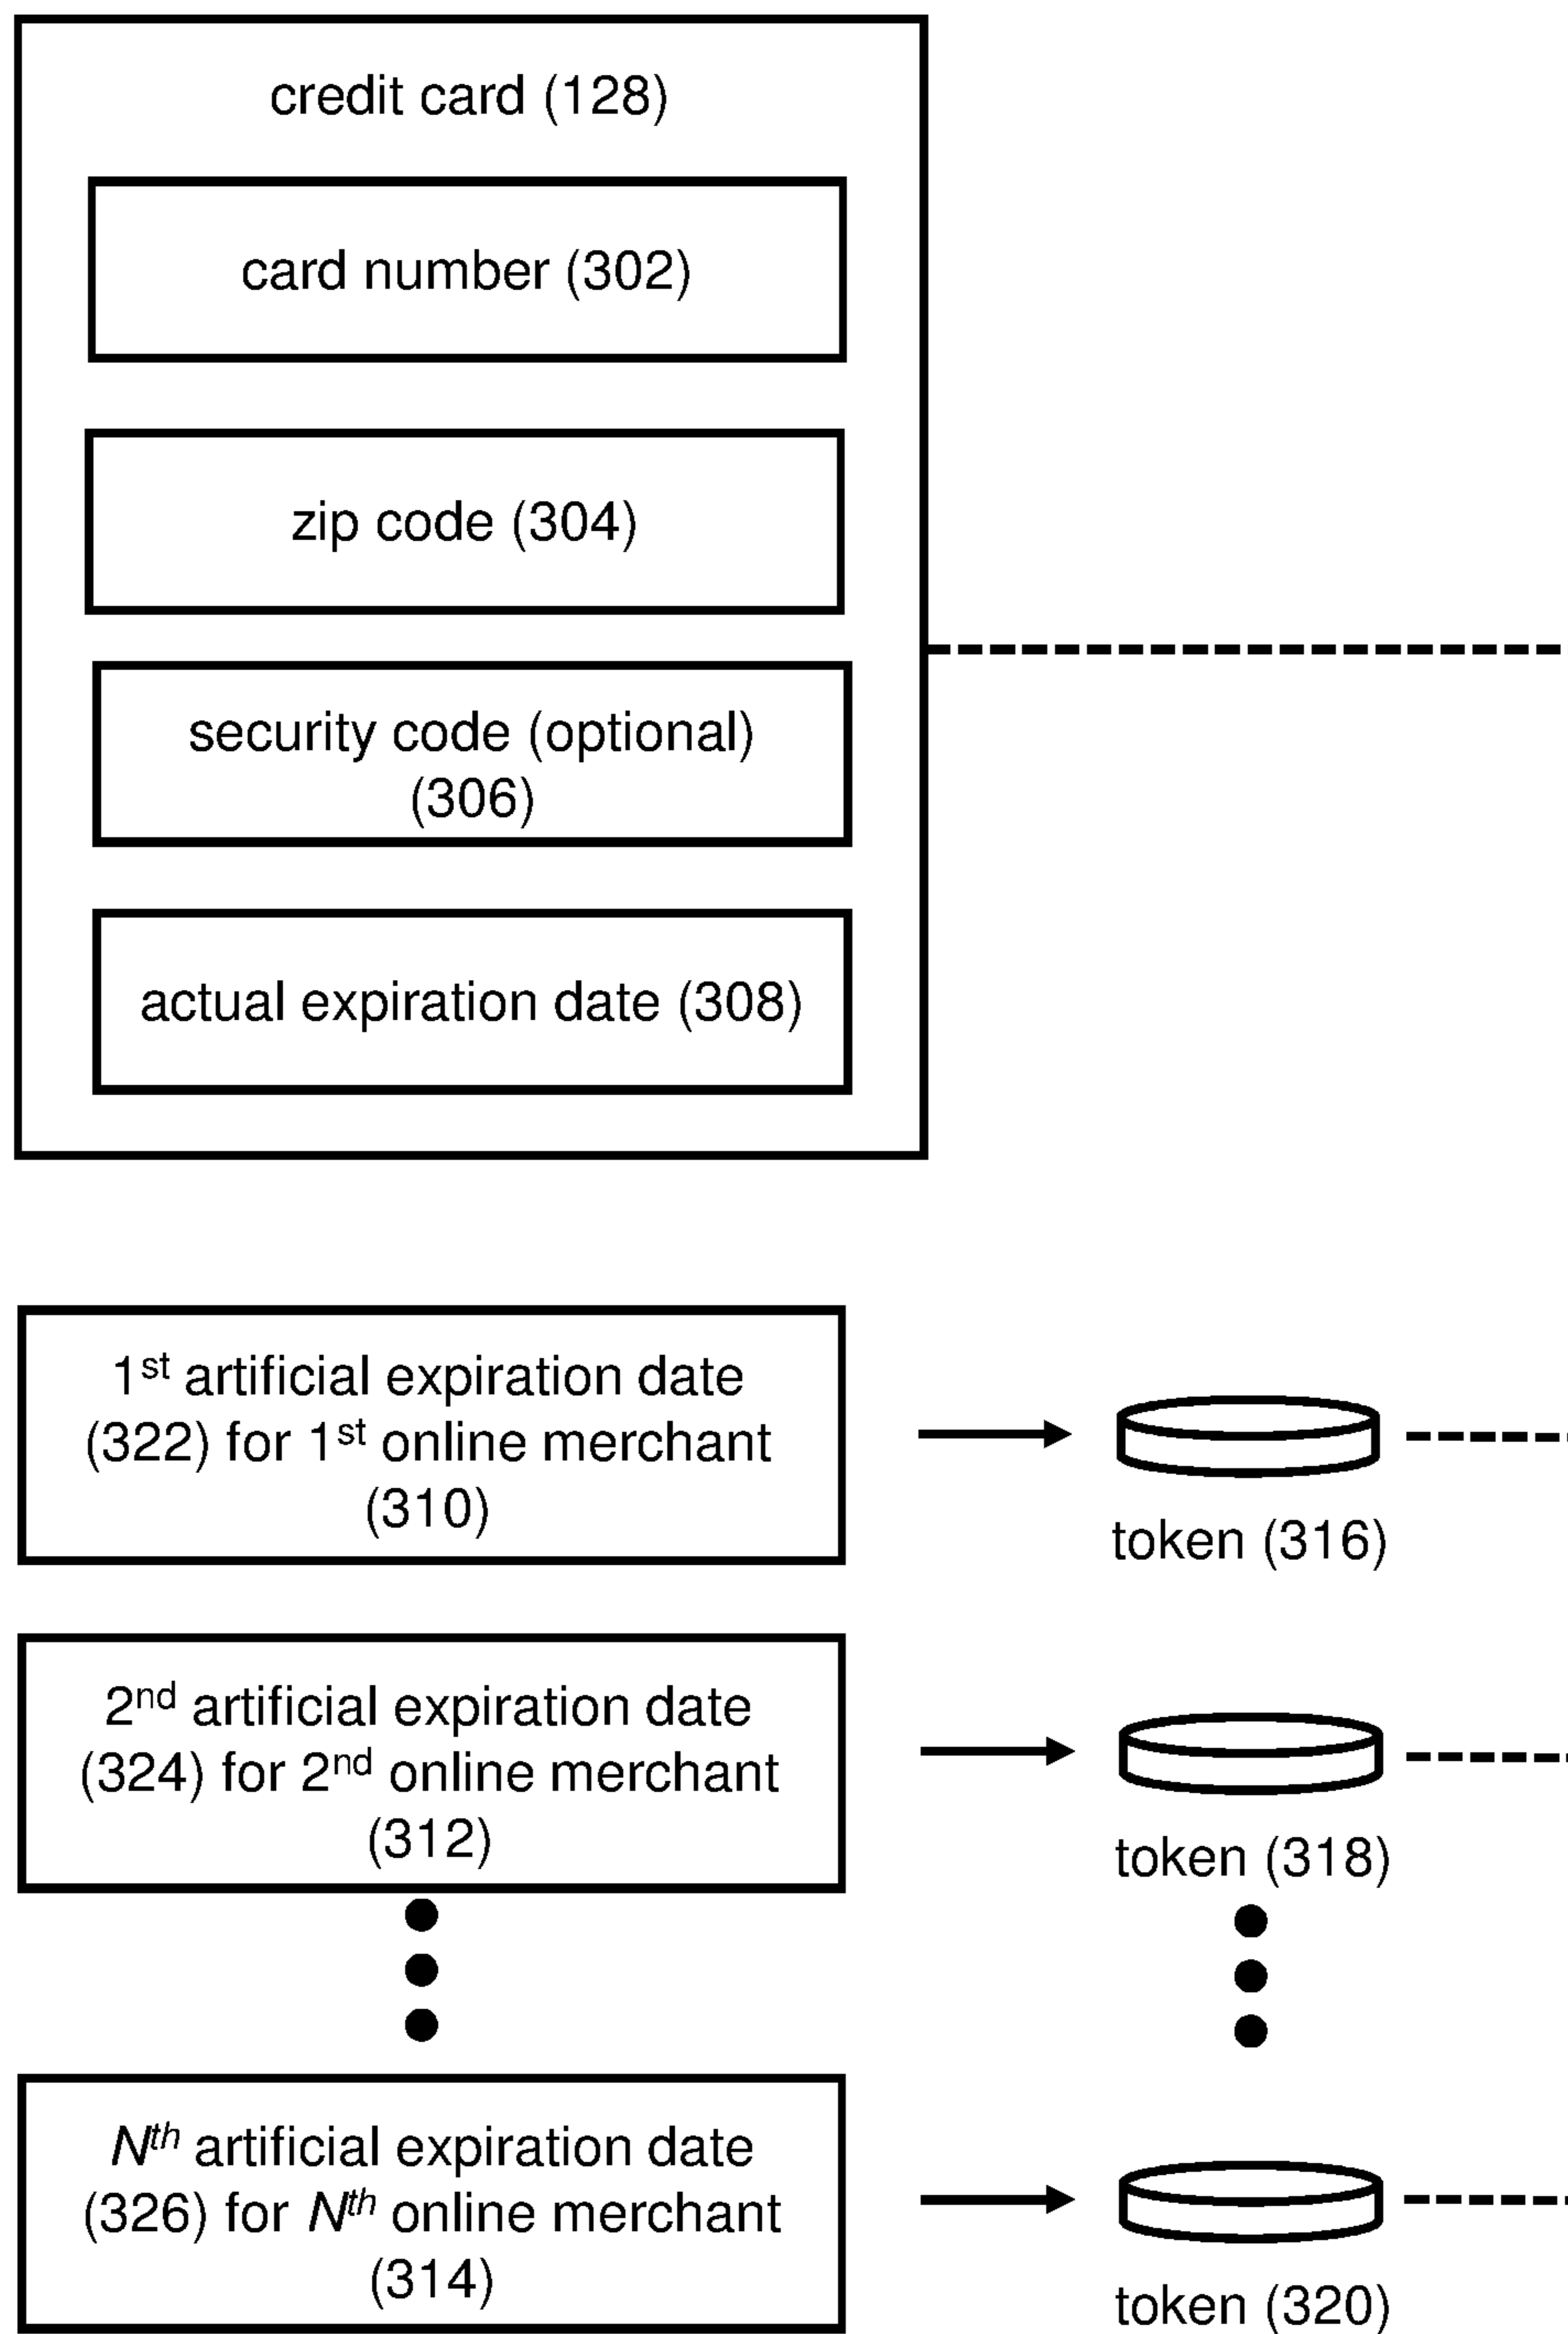 credit card (128)
card number (302)
zip code (304)
security code (optional)
(306)
actual expiration date (308)
1st artificial expiration date
(322) for 1st online merchant
(310)
token (316)
2nd artificial expiration date
(324) for 2nd online merchant
(312)
token (318)
Nth artificial expiration date
(326) for Nth online merchant
(314)
token (320)